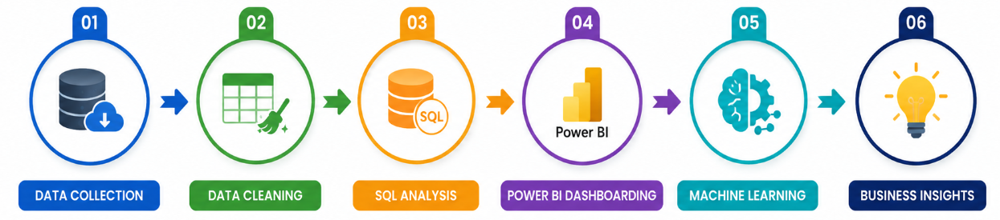 01
02
03
04
05
06
SQL
Power BI
DATA COLLECTION
DATA CLEANING
SQL ANALYSIS
POWER BI DASHBOARDING
MACHINE LEARNING
BUSINESS INSIGHTS